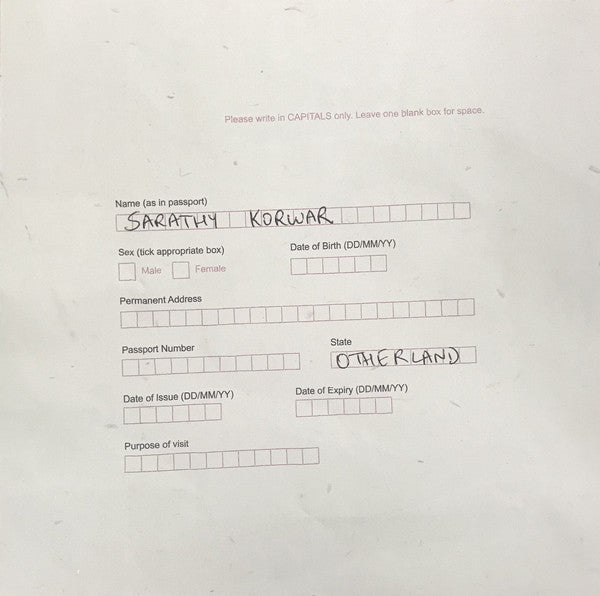 Please write in CAPITALS only. Leave one blank box for space.
Name (as in passport)
SARATHY KORWAR
Sex (tick appropriate box)
Date of Birth (DD/MM/YY)
Male Female
Permanent Address
Passport Number
State
OTHERLAND
Date of Issue (DD/MM/YY)
Date of Expiry (DD/MM/YY)
Purpose of visit